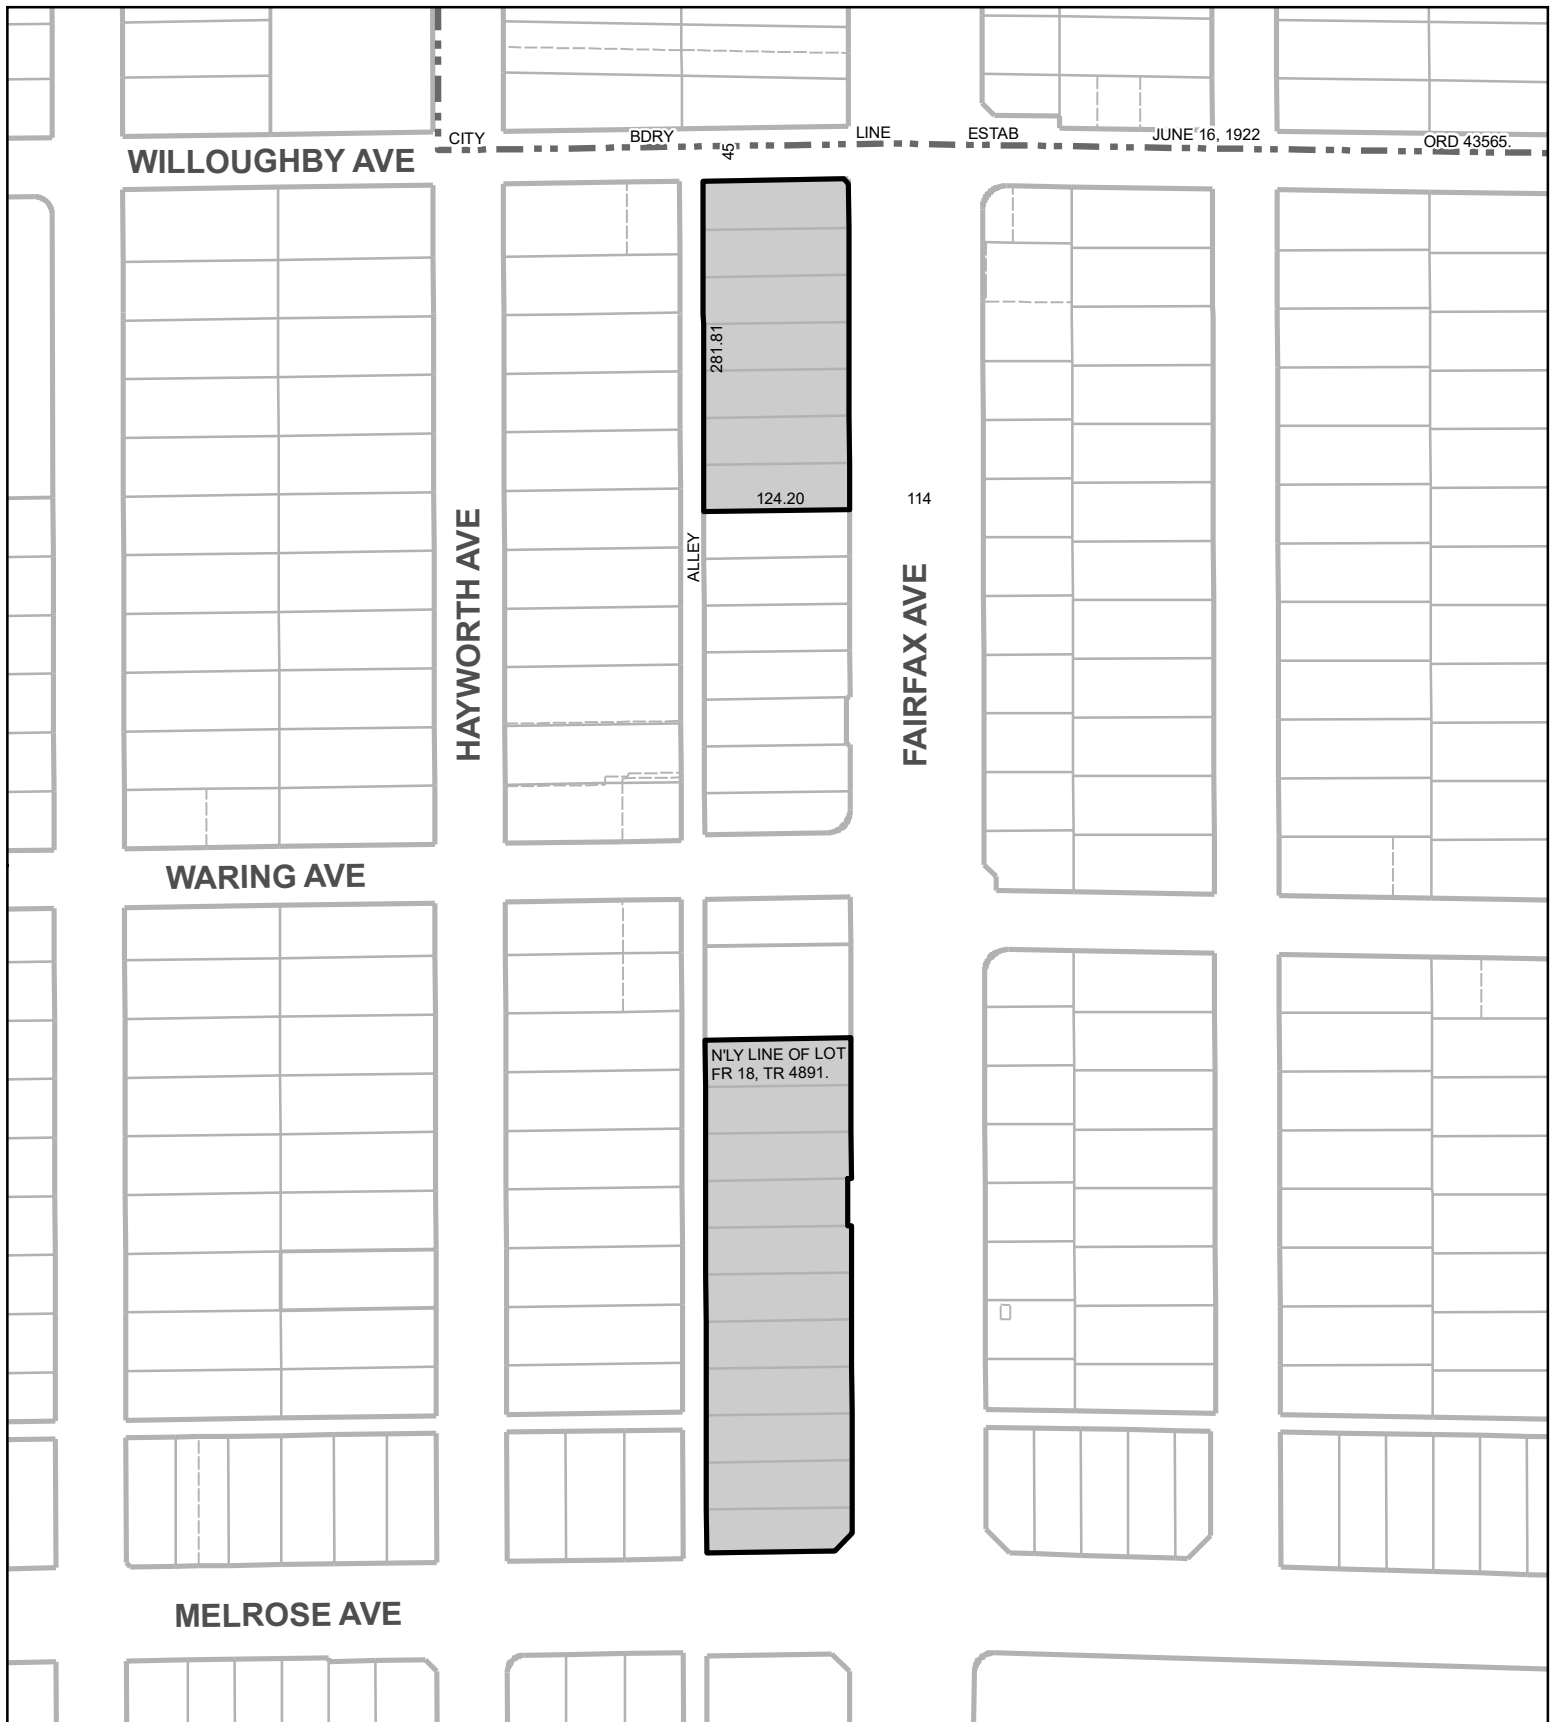 CITY BDRY LINE ESTAB JUNE 16, 1922 ORD 43565.
45
WILLOUGHBY AVE
281.81
124.20
114
ALLEY
HAYWORTH AVE
FAIRFAX AVE
WARING AVE
N'LY LINE OF LOT
FR 18, TR 4891.
MELROSE AVE